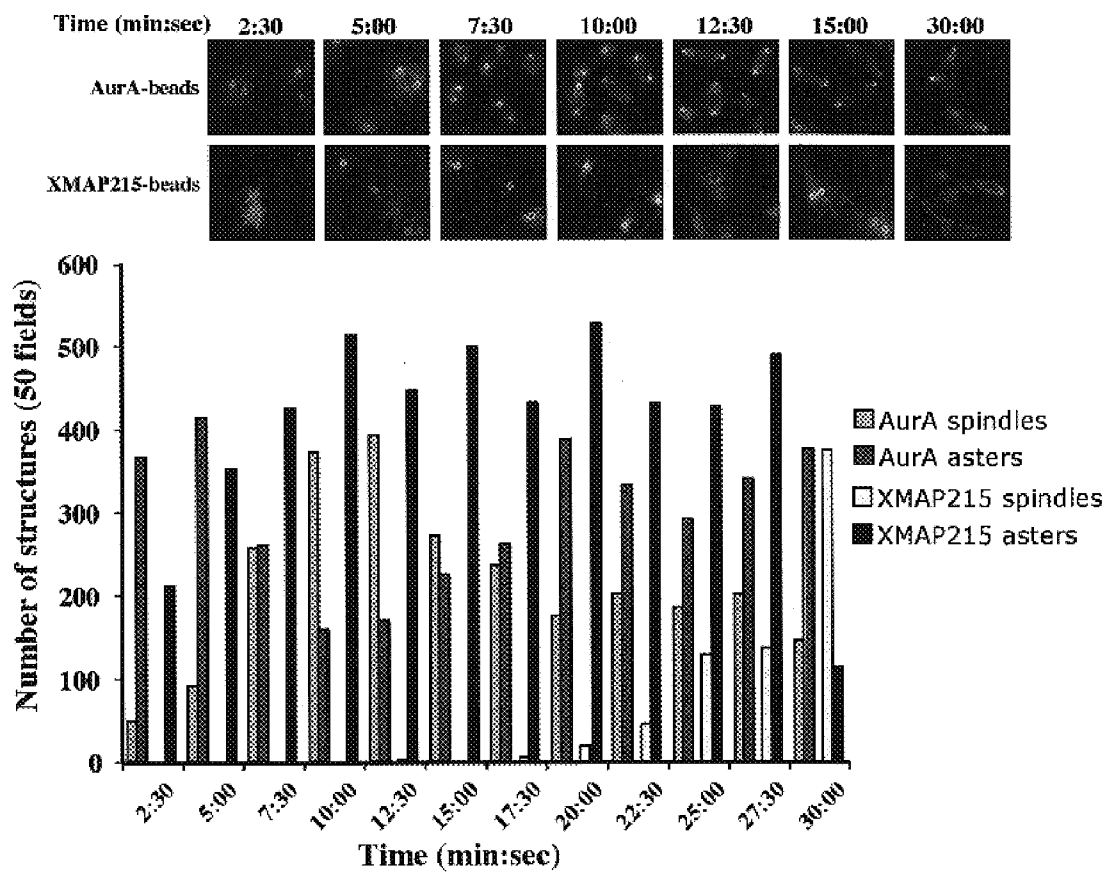 Time (min:sec) 2:30 5:00 7:30 10:00 12:30 15:00 30:00
AurA-beads
XMAP215-beads
Number of structures (50 fields)
600
500
400
300
200
100
0
2:30 5:00 7:30 10:00 12:30 15:00 17:30 20:00 22:30 25:00 27:30 30:00
Time (min:sec)
AurA spindles
AurA asters
XMAP215 spindles
XMAP215 asters